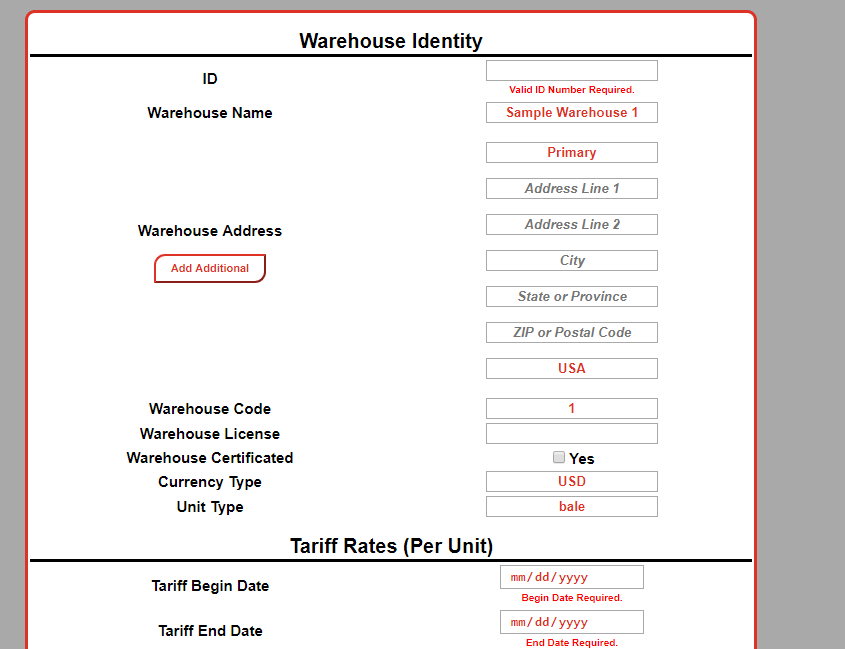 Warehouse Identity
ID
Valid ID Number Required.
Warehouse Name
Sample Warehouse 1
Primary
Address Line 1
Address Line 2
Warehouse Address
City
Add Additional
State or Province
ZIP or Postal Code
USA
Warehouse Code
1
Warehouse License
Warehouse Certificated
Yes
Currency Type
USD
Unit Type
bale
Tariff Rates (Per Unit)
Tariff Begin Date
mm/dd/yyyy
Begin Date Required.
Tariff End Date
mm/dd/yyyy
End Date Required.